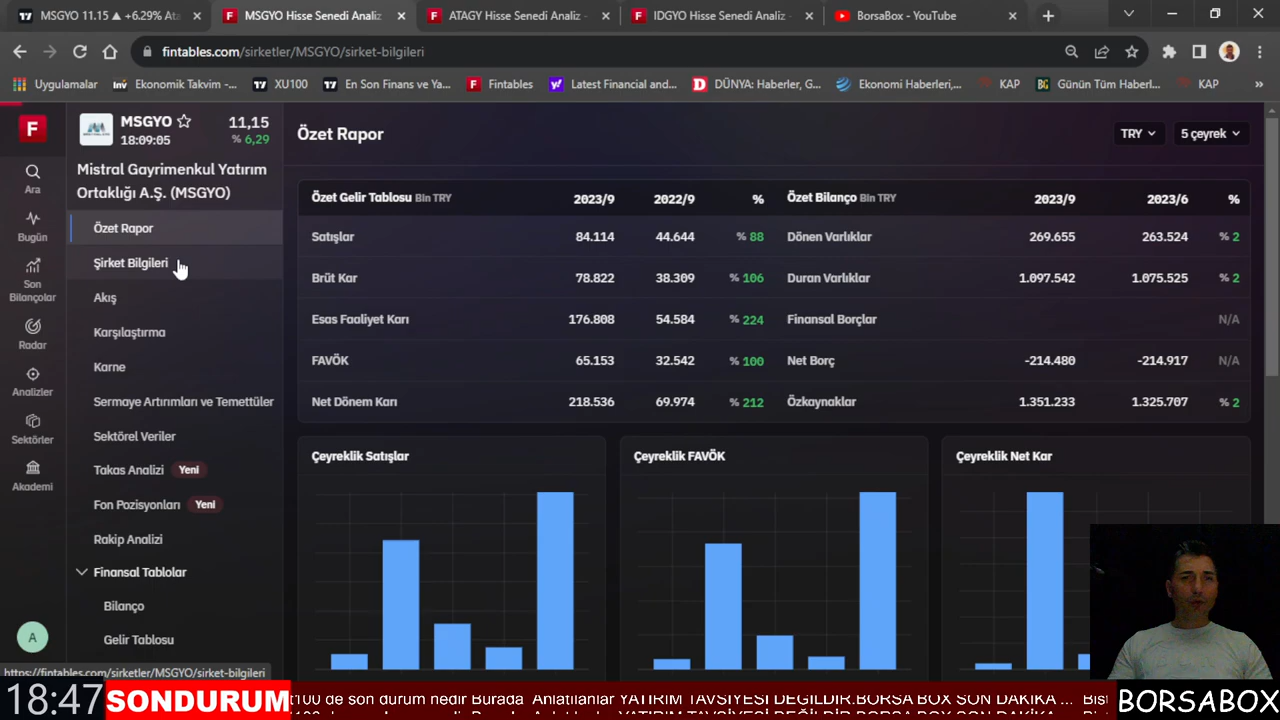 MSGYO 11.15 ▲ +6.29% Ata
MSGYO Hisse Senedi Analiz
ATAGY Hisse Senedi Analiz -
IDGYO Hisse Senedi Analiz -
BorsaBox - YouTube
fintables.com/sirketler/MSGYO/sirket-bilgileri
Uygulamalar
Ekonomik Takvim -...
XU100
En Son Finans ve Ya...
Fintables
Latest Financial and...
DÜNYA: Haberler, G...
Ekonomi Haberleri,...
KAP
Günün Tüm Haberl...
KAP
F
Ara
Bugün
Son Bilançolar
Radar
Analizler
Sektörler
Akademi
A
MSGYO 11,15
18:09:05 % 6,29
Mistral Gayrimenkul Yatırım
Ortaklığı A.Ş. (MSGYO)
Özet Rapor
Şirket Bilgileri
Akış
Karşılaştırma
Karne
Sermaye Artırımları ve Temettüler
Sektörel Veriler
Takas Analizi Yeni
Fon Pozisyonları Yeni
Rakip Analizi
Finansal Tablolar
Bilanço
Gelir Tablosu
Özet Rapor
TRY
5 çeyrek
Özet Gelir Tablosu Bin TRY 2023/9 2022/9 %
Satışlar 84.114 44.644 % 88
Brüt Kar 78.822 38.309 % 106
Esas Faaliyet Karı 176.808 54.584 % 224
FAVÖK 65.153 32.542 % 100
Net Dönem Karı 218.536 69.974 % 212
Özet Bilanço Bin TRY 2023/9 2023/6 %
Dönen Varlıklar 269.655 263.524 % 2
Duran Varlıklar 1.097.542 1.075.525 % 2
Finansal Borçlar N/A
Net Borç -214.480 -214.917 N/A
Özkaynaklar 1.351.233 1.325.707 % 2
Çeyreklik Satışlar
Çeyreklik FAVÖK
Çeyreklik Net Kar
https://fintables.com/sirketler/MSGYO/sirket-bilgileri
18:47 SONDURUM
t100 de son durum nedir Burada Anlatılanlar YATIRIM TAVSİYESİ DEĞİLDİR.BORSA BOX SON DAKİKA ... Bisl
BORSABOX